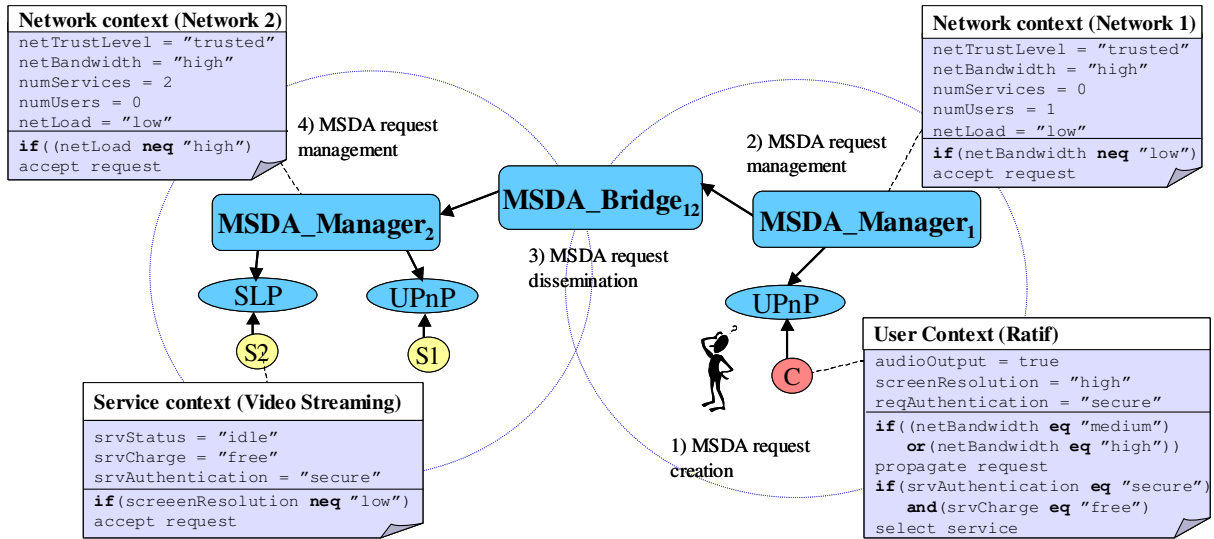 Network context (Network 2)
netTrustLevel = ”trusted”
netBandwidth = ”high”
numServices = 2
numUsers = 0
netLoad = ”low”
if((netLoad neq ”high”)
accept request
Network context (Network 1)
netTrustLevel = ”trusted”
netBandwidth = ”high”
numServices = 0
numUsers = 1
netLoad = ”low”
if(netBandwidth neq ”low”)
accept request
4) MSDA request
management
2) MSDA request
management
MSDA_Bridge12
MSDA_Manager2
MSDA_Manager1
3) MSDA request
dissemination
SLP
UPnP
UPnP
S2
S1
?
C
1) MSDA request
creation
Service context (Video Streaming)
srvStatus = ”idle”
srvCharge = ”free”
srvAuthentication = ”secure”
if(screeenResolution neq ”low”)
accept request
User Context (Ratif)
audioOutput = true
screenResolution = ”high”
reqAuthentication = ”secure”
if((netBandwidth eq ”medium”)
or(netBandwidth eq ”high”))
propagate request
if(srvAuthentication eq ”secure”)
and(srvCharge eq ”free”)
select service